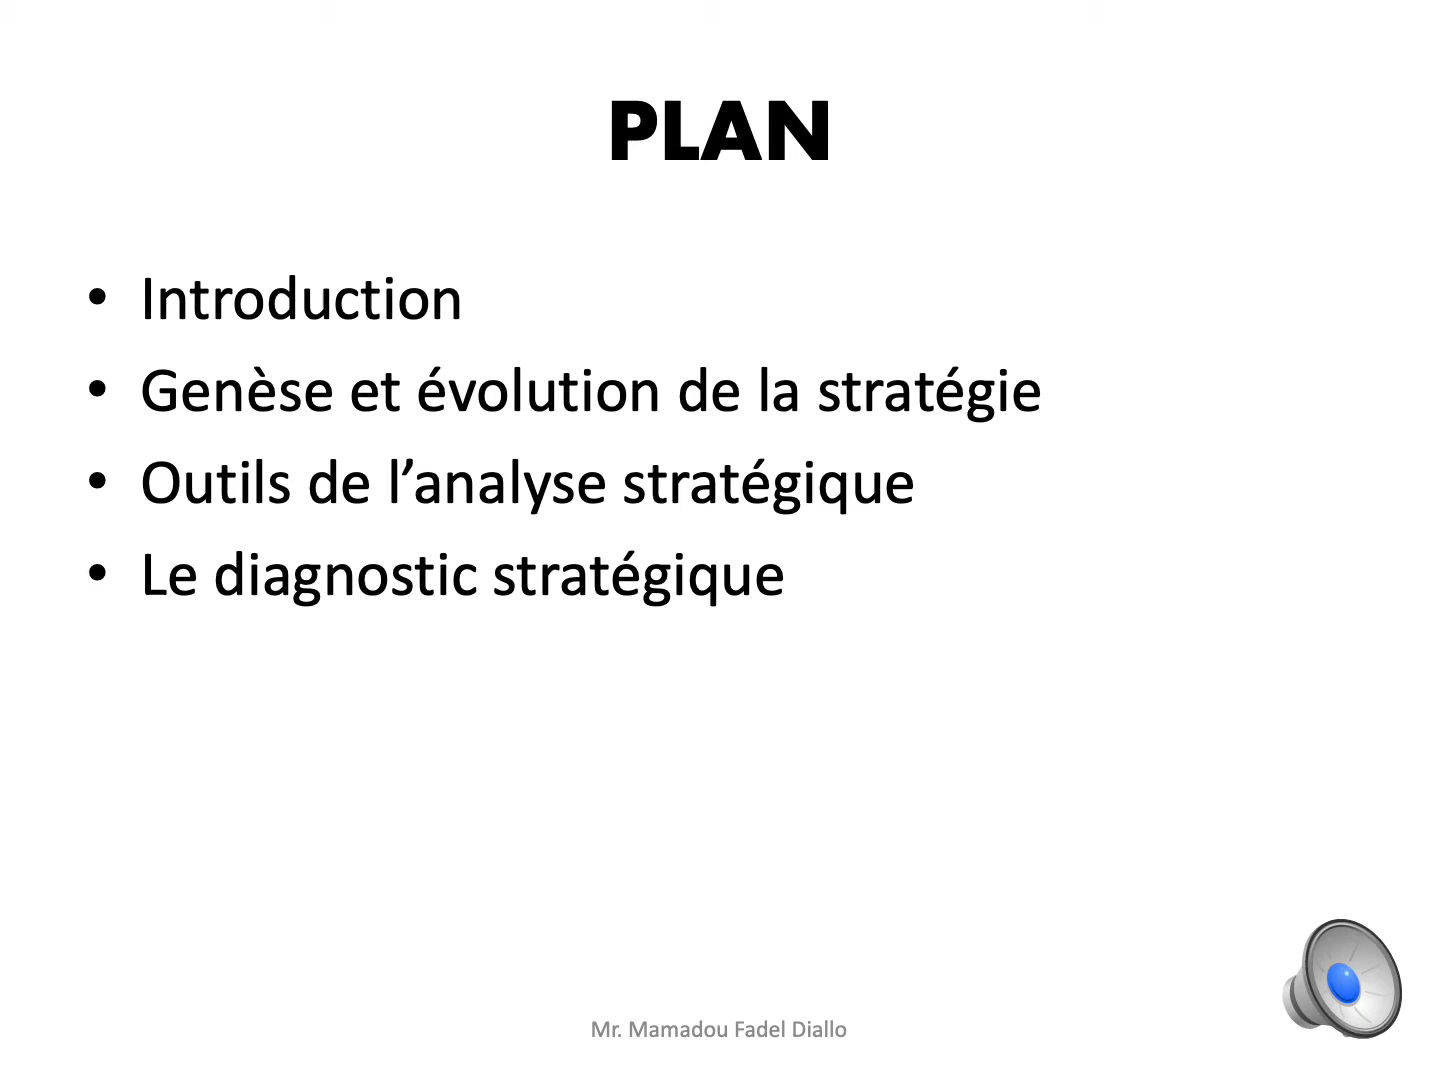 PLAN
• Introduction
• Genèse et évolution de la stratégie
• Outils de l’analyse stratégique
• Le diagnostic stratégique
Mr. Mamadou Fadel Diallo